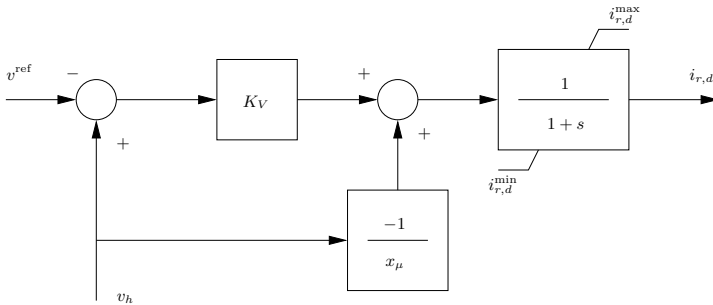 i_{r,d}^{max}
v^{ref}
−
+
K_V
+
+
1
1 + s
i_{r,d}
i_{r,d}^{min}
−1
x_μ
v_h